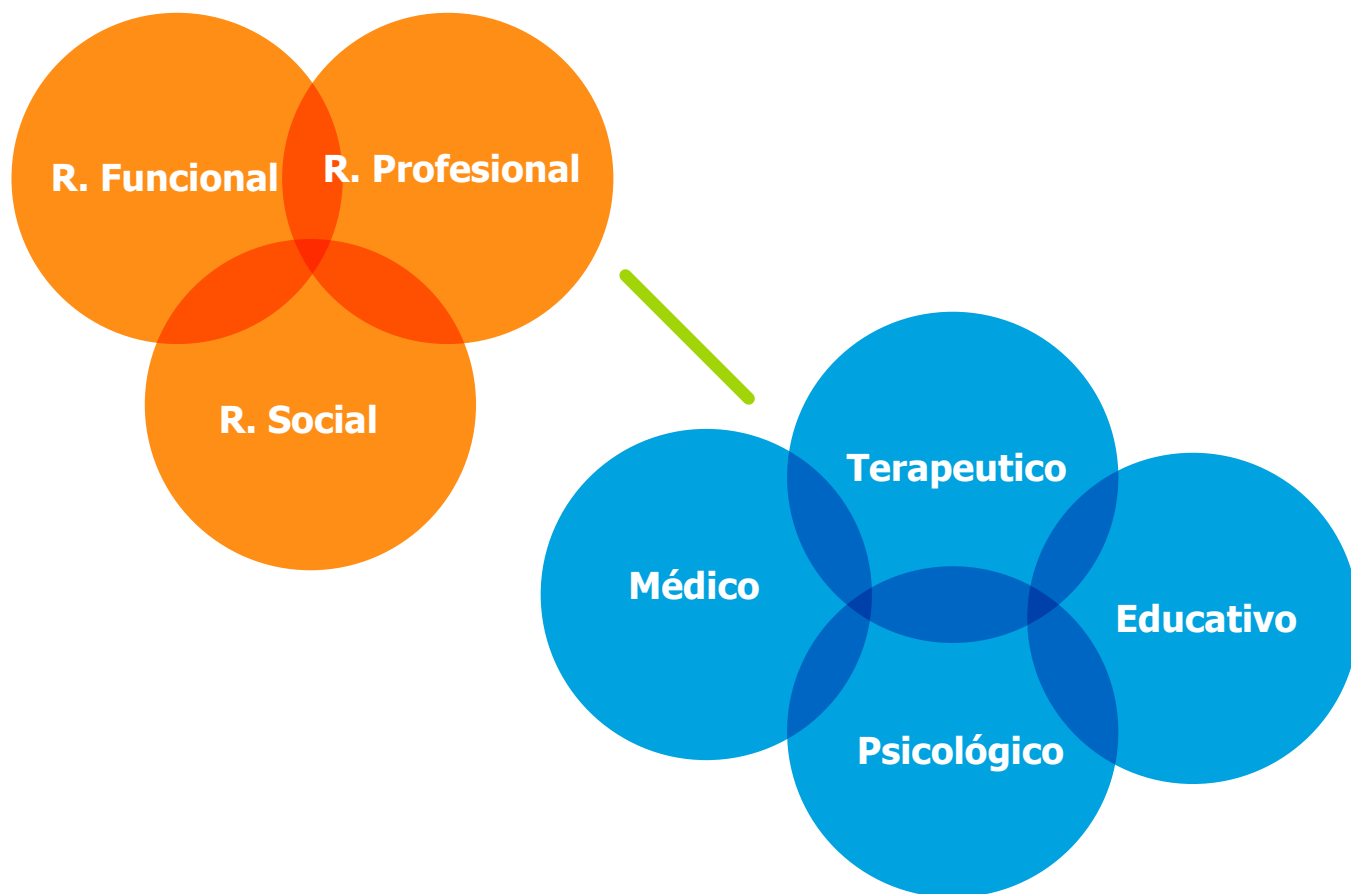 R. Funcional
R. Profesional
R. Social
Terapeutico
Médico
Educativo
Psicológico